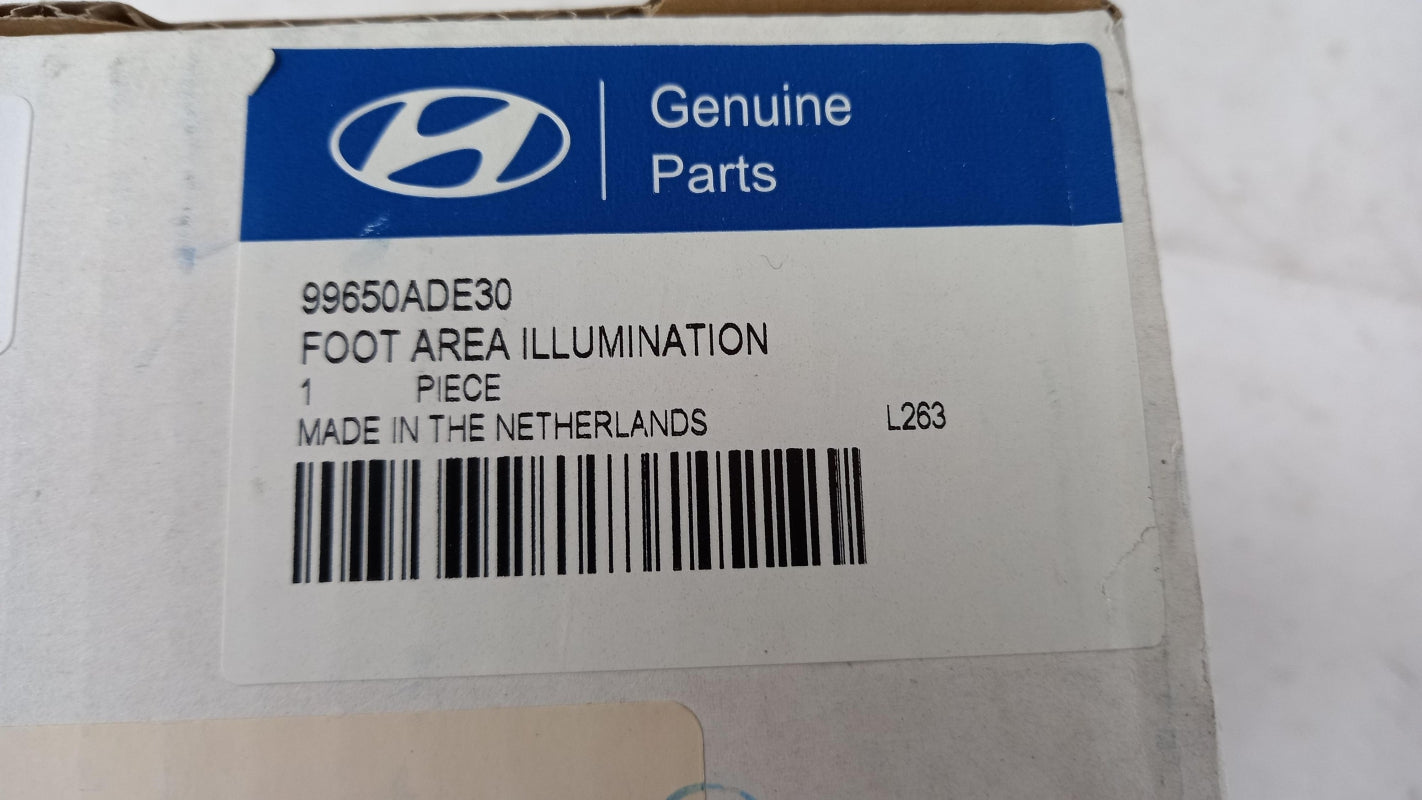 Genuine
Parts
99650ADE30
FOOT AREA ILLUMINATION
1 PIECE
MADE IN THE NETHERLANDS L263